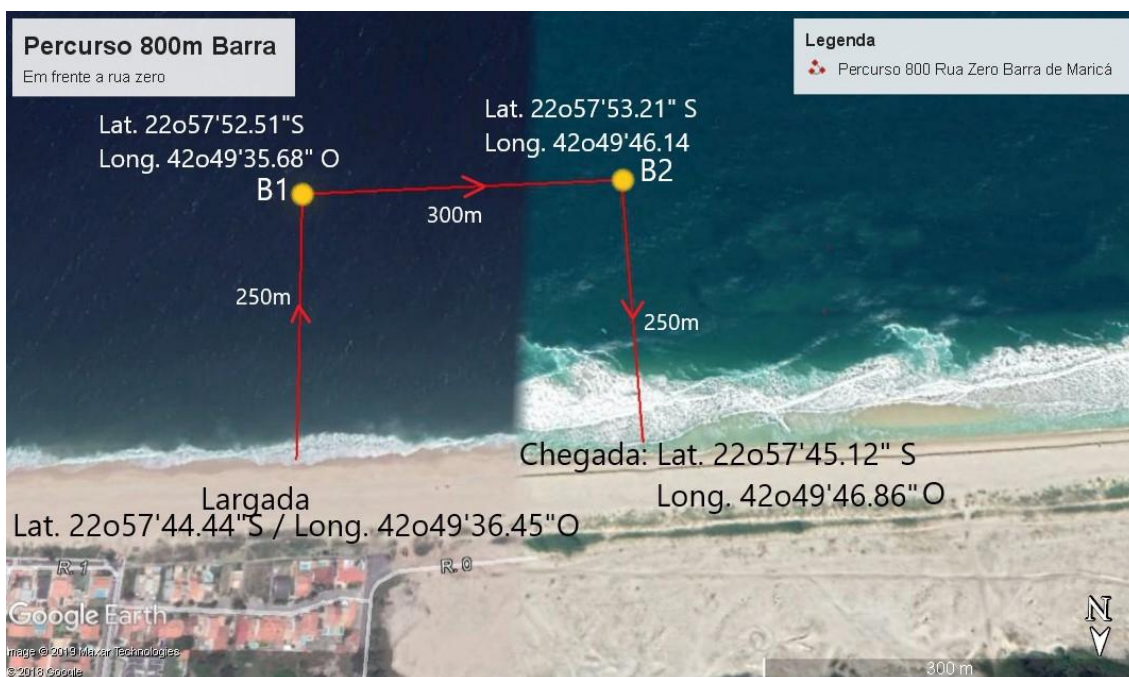 Percurso 800m Barra
Em frente a rua zero
Legenda
Percurso 800 Rua Zero Barra de Maricá
Lat. 22o57'52.51"S
Long. 42o49'35.68" O
B1
Lat. 22o57'53.21" S
Long. 42o49'46.14
B2
300m
250m
250m
Chegada: Lat. 22o57'45.12" S
Long. 42o49'46.86"O
Largada
Lat. 22o57'44.44"S / Long. 42o49'36.45"O
R. 1
R. 0
Google Earth
Image © 2019 Maxar Technologies
© 2018 Google
N
300 m